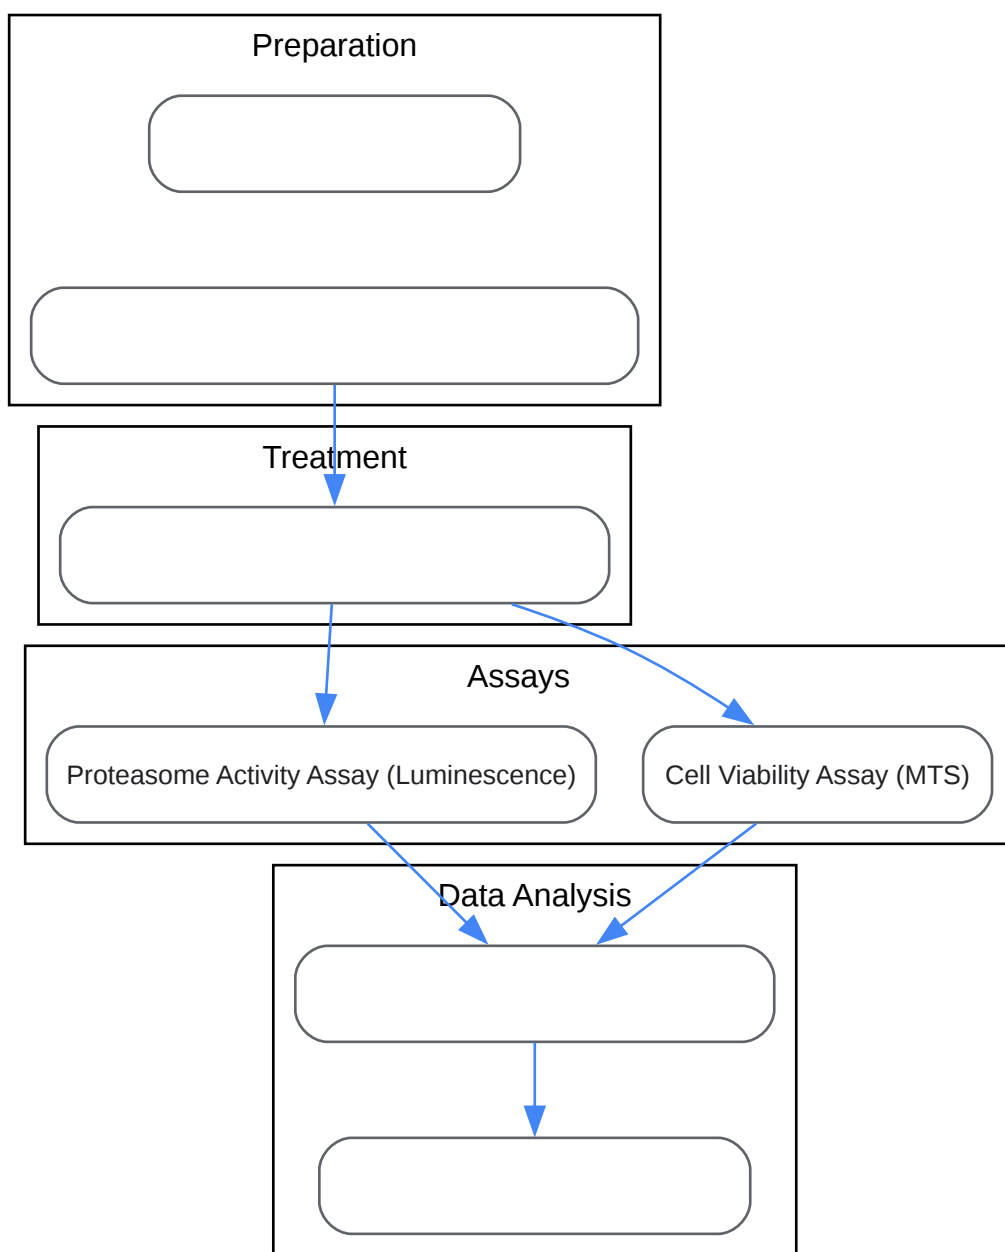 Preparation
Treatment
Assays
Proteasome Activity Assay (Luminescence)
Cell Viability Assay (MTS)
Data Analysis